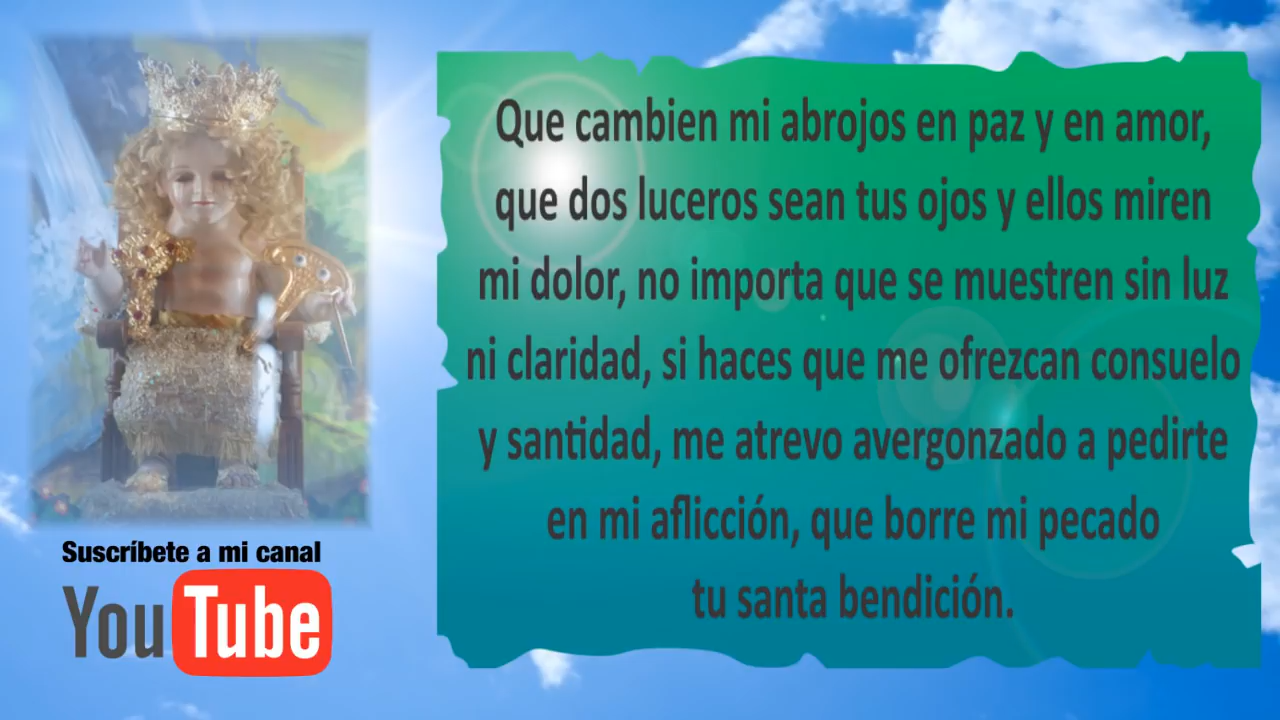 Que cambien mi abrojos en paz y en amor,
que dos luceros sean tus ojos y ellos miren
mi dolor, no importa que se muestren sin luz
ni claridad, si haces que me ofrezcan consuelo
y santidad, me atrevo avergonzado a pedirte
en mi aflicción, que borre mi pecado
tu santa bendición.
Suscríbete a mi canal
YouTube